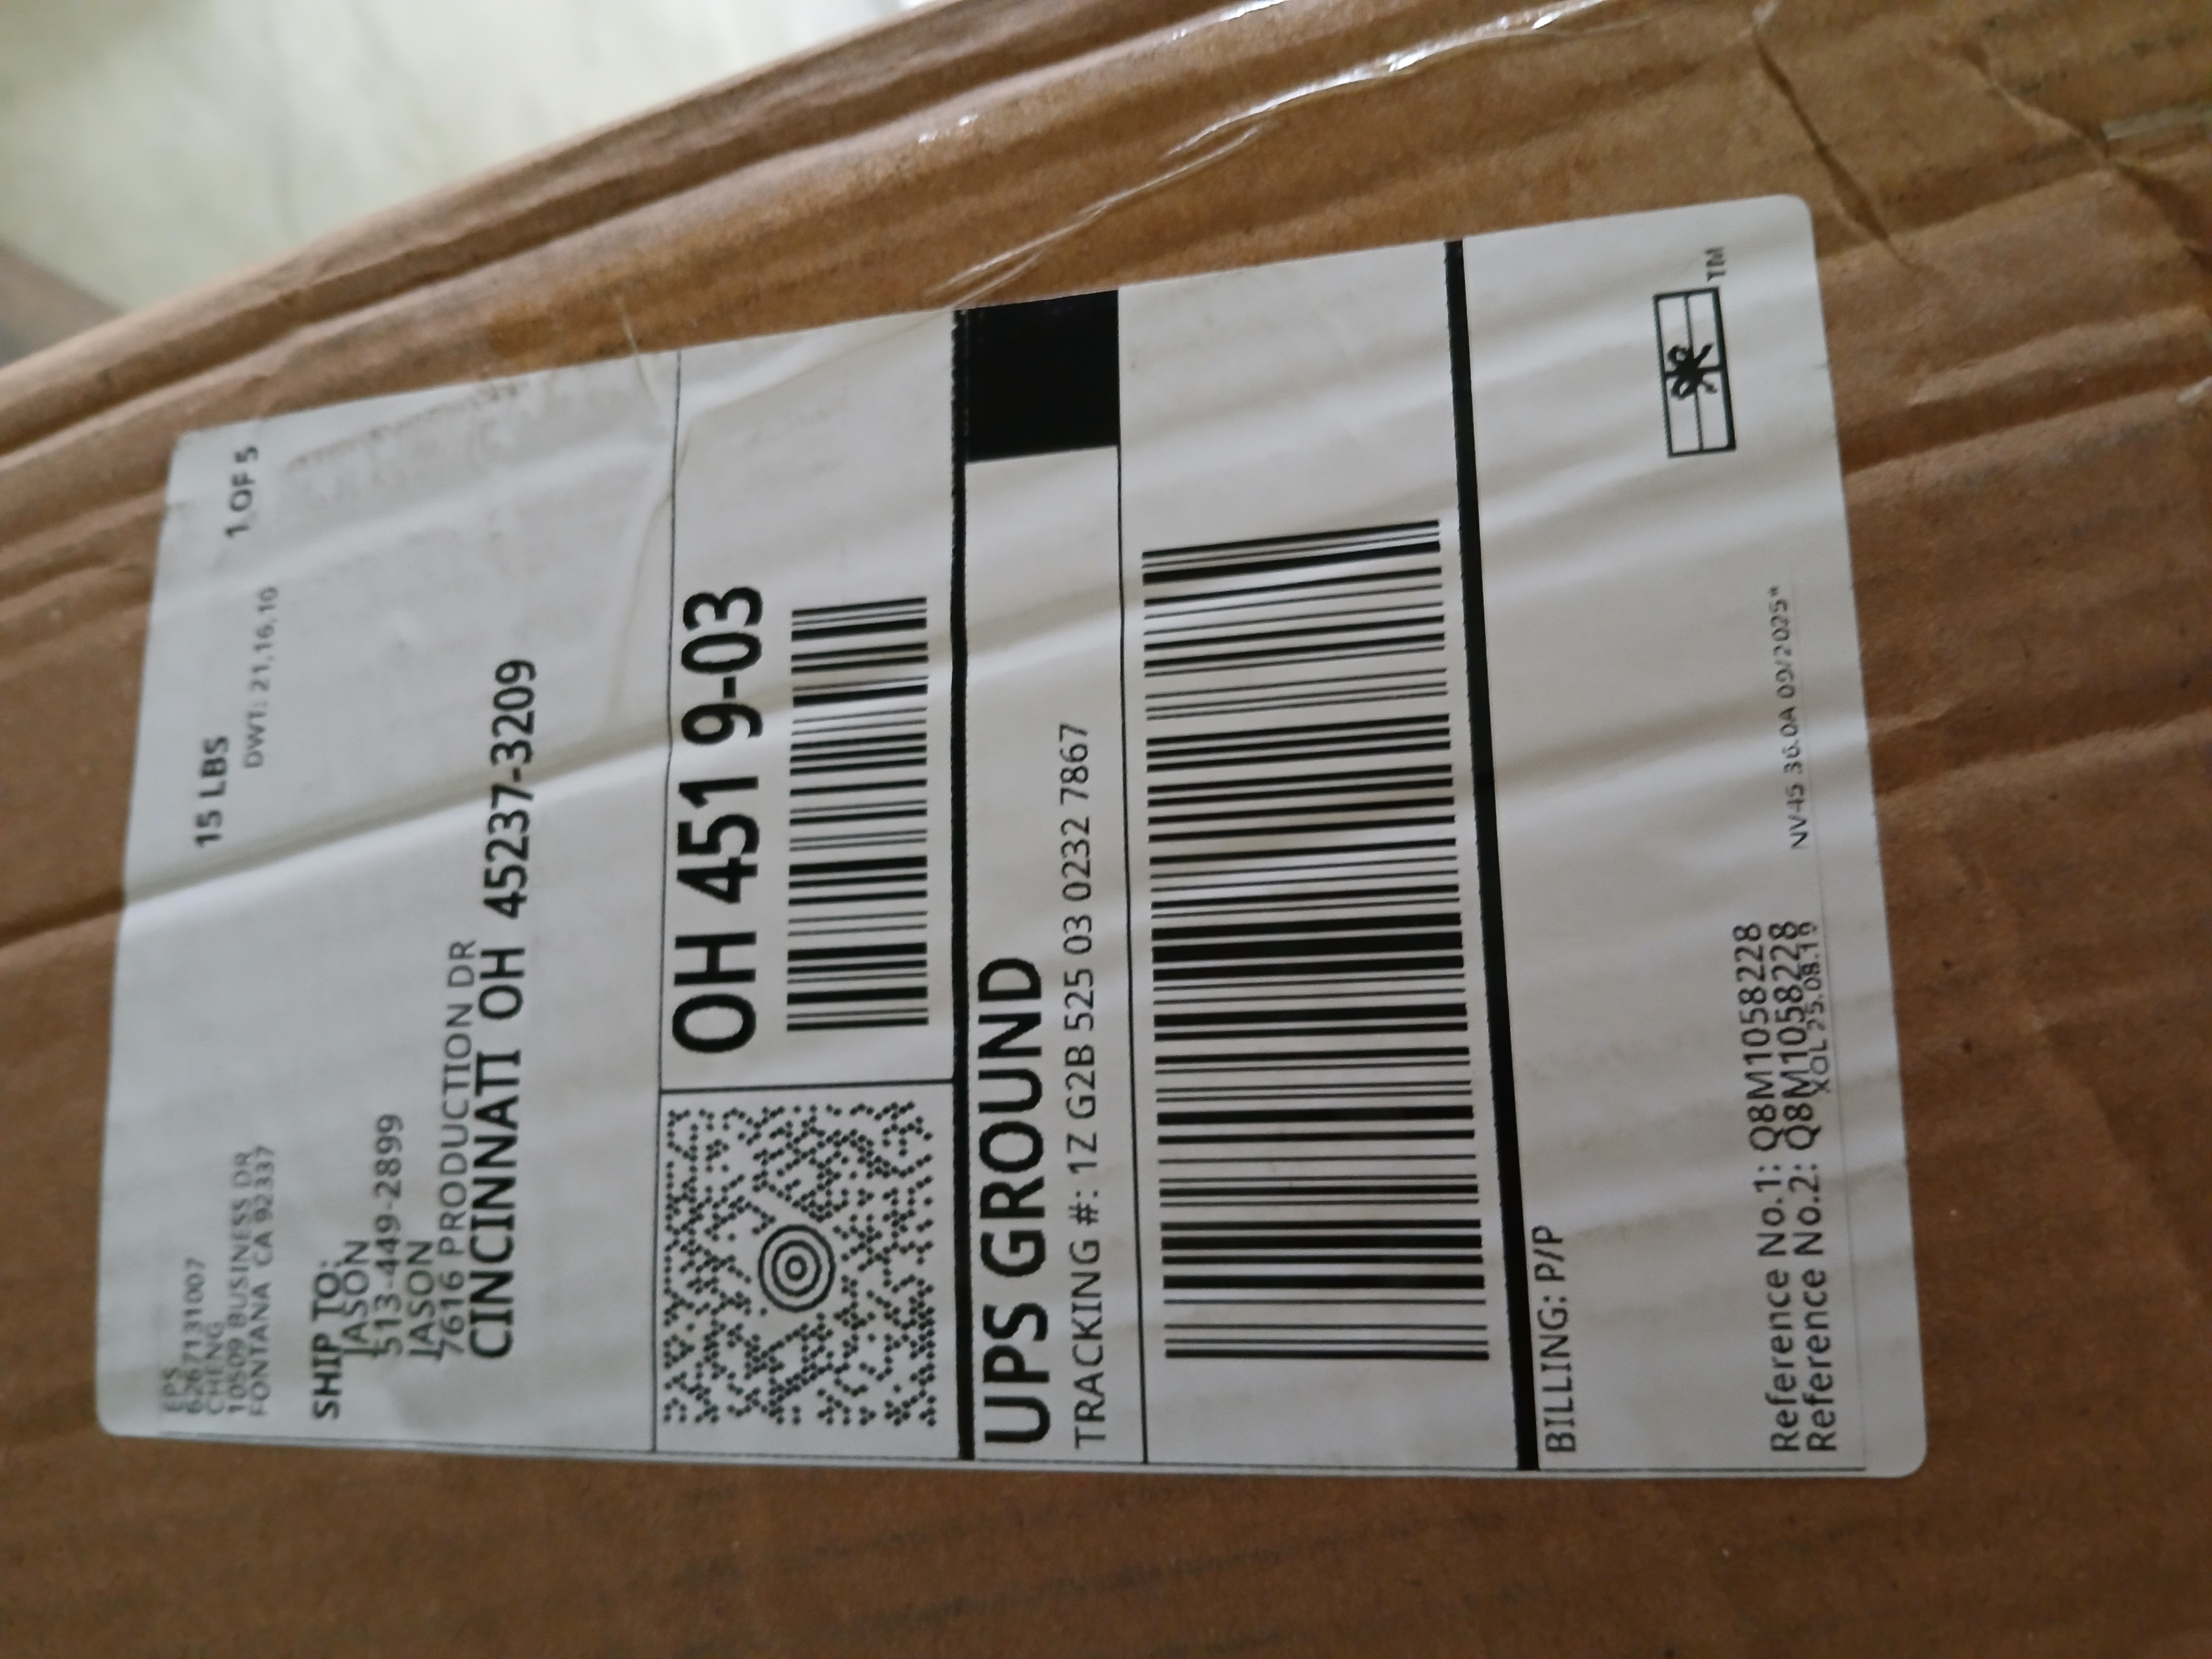 EPS
6267131007
CHENG
10509 BUSINESS DR
FONTANA CA 92337
15 LBS
1 OF 5
DWT: 21,16,10
SHIP TO:
JASON
513-449-2899
JASON
7616 PRODUCTION DR
CINCINNATI OH 45237-3209
OH 451 9-03
UPS GROUND
TRACKING #: 1Z G2B 525 03 0232 7867
BILLING: P/P
Reference No.1: Q8M1058228
Reference No.2: Q8M1058228
XOL 25.08.19
NV45 36.0A 09/2025*
TM